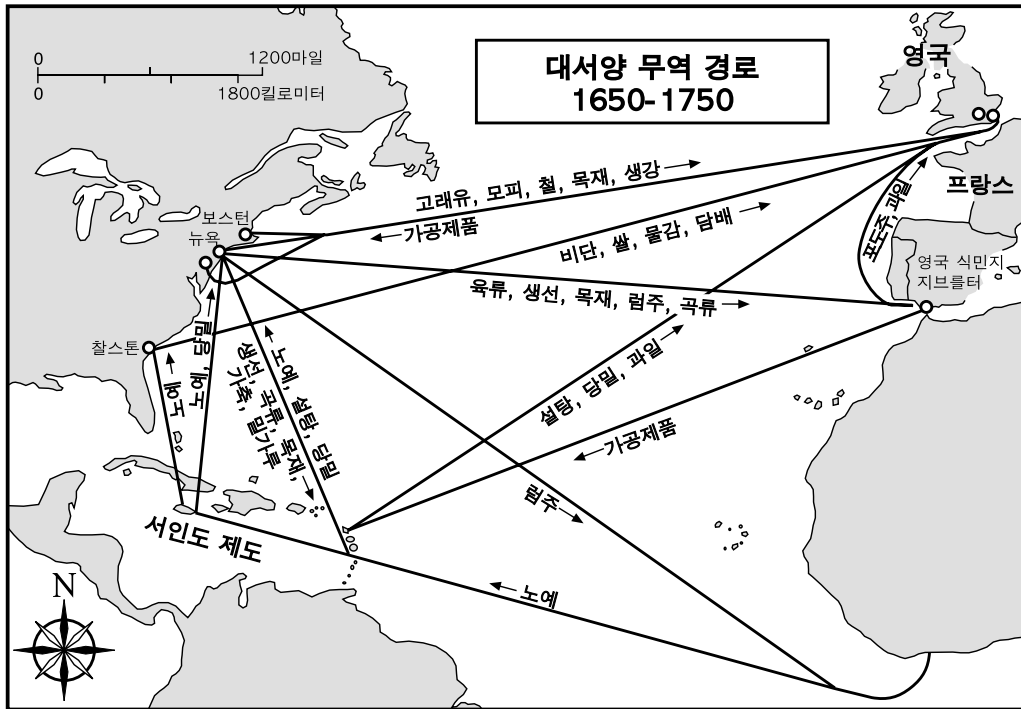 대서양 무역 경로
1650-1750
0
1200마일
0
1800킬로미터
영국
프랑스
고래유, 모피, 철, 목재, 생강
가공제품
보스턴
뉴욕
비단, 쌀, 물감, 담배
포도주, 과일
영국 식민지
지브롤터
육류, 생선, 목재, 럼주, 곡류
찰스톤
노예
노예, 당밀
노예, 설탕, 당밀
생선, 곡류, 목재,
가축, 밀가루
설탕, 당밀, 과일
가공제품
럼주
서인도 제도
노예
N